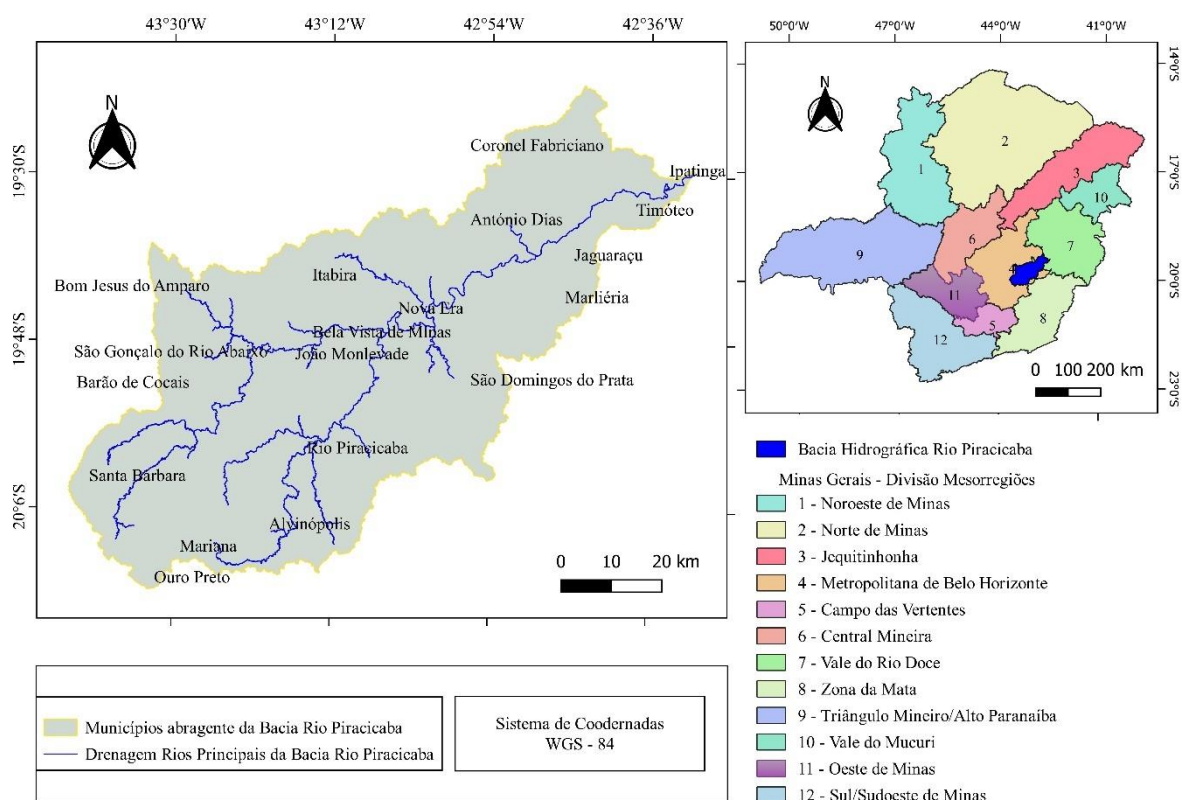 43°30'W 43°12'W 42°54'W 42°36'W
N
19°30'S
19°48'S
20°6'S
Coronel Fabriciano
Ipatinga
Timóteo
António Dias
Jaguaraçu
Itabira
Bom Jesus do Amparo
Marliéria
Nova Era
Bela Vista de Minas
São Gonçalo do Rio Abaixo
João Monlevade
Barão de Cocais
São Domingos do Prata
Rio Piracicaba
Santa Bárbara
Alvinópolis
Mariana
Ouro Preto
0 10 20 km
50°0'W 47°0'W 44°0'W 41°0'W
14°0'S
17°0'S
20°0'S
23°0'S
N
2
1
3
10
6
7
9
4
11
8
5
12
0 100 200 km
Bacia Hidrográfica Rio Piracicaba
Minas Gerais - Divisão Mesorregiões
1 - Noroeste de Minas
2 - Norte de Minas
3 - Jequitinhonha
4 - Metropolitana de Belo Horizonte
5 - Campo das Vertentes
6 - Central Mineira
7 - Vale do Rio Doce
8 - Zona da Mata
9 - Triângulo Mineiro/Alto Paranaíba
10 - Vale do Mucuri
11 - Oeste de Minas
12 - Sul/Sudoeste de Minas
Municípios abragente da Bacia Rio Piracicaba
Drenagem Rios Principais da Bacia Rio Piracicaba
Sistema de Coodernadas
WGS - 84